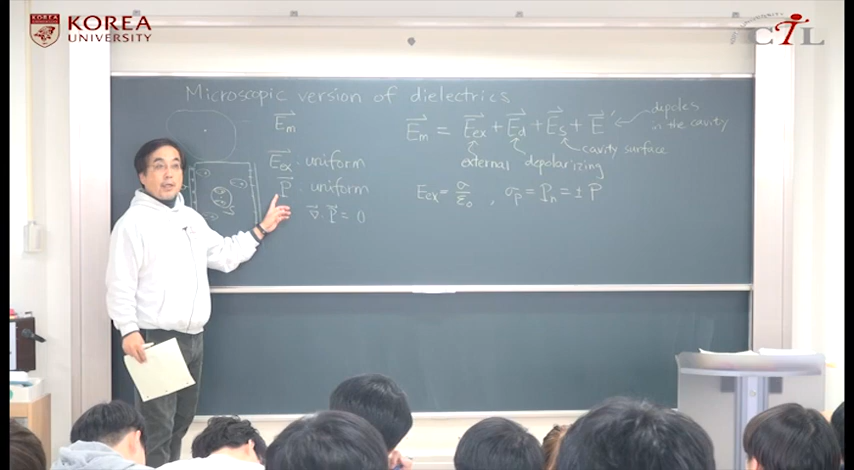 KOREA
UNIVERSITY
CTL
Microscopic version of dielectrics
E⃗m
E⃗ex · uniform
P⃗ · uniform
∇⃗ · P⃗ = 0
E⃗m = E⃗ex + E⃗d + E⃗s + E⃗′
depoles
in the cavity
cavity surface
external depolarizing
Eex = σ/ε₀ , σp = Pn = ± P